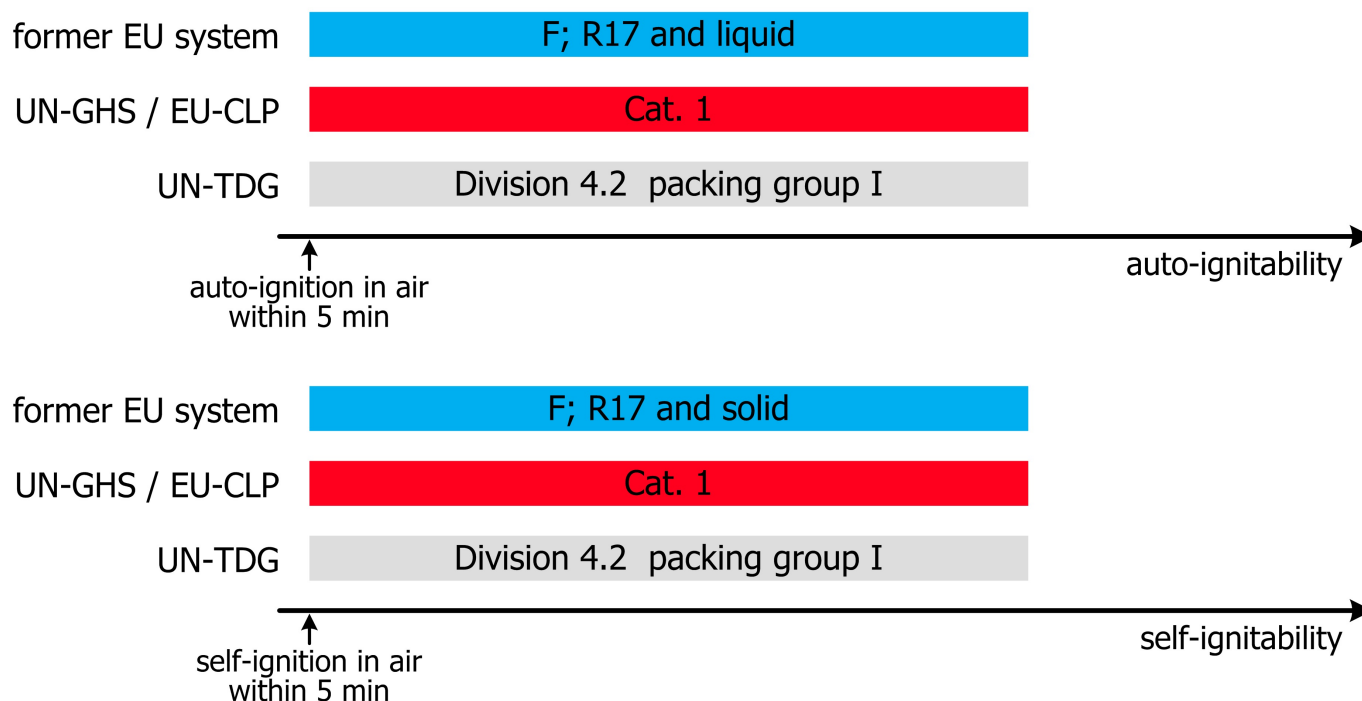 former EU system
F; R17 and liquid
UN-GHS / EU-CLP
Cat. 1
UN-TDG
Division 4.2  packing group I
auto-ignitability
auto-ignition in air
within 5 min
former EU system
F; R17 and solid
UN-GHS / EU-CLP
Cat. 1
UN-TDG
Division 4.2  packing group I
self-ignitability
self-ignition in air
within 5 min